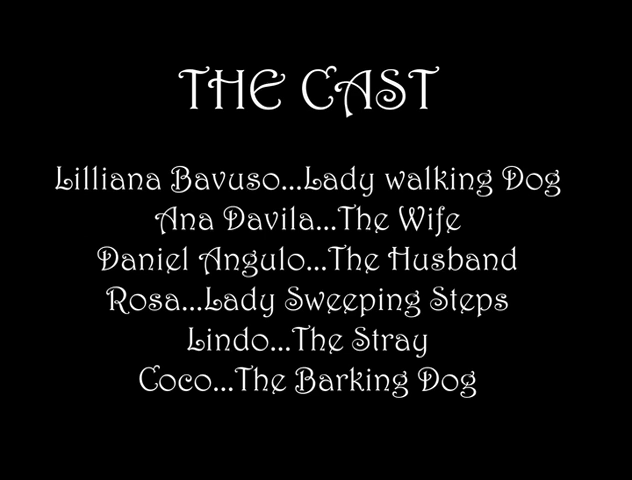 THE CAST
Lilliana Bavuso...Lady walking Dog
Ana Davila...The Wife
Daniel Angulo...The Husband
Rosa...Lady Sweeping Steps
Lindo...The Stray
Coco...The Barking Dog